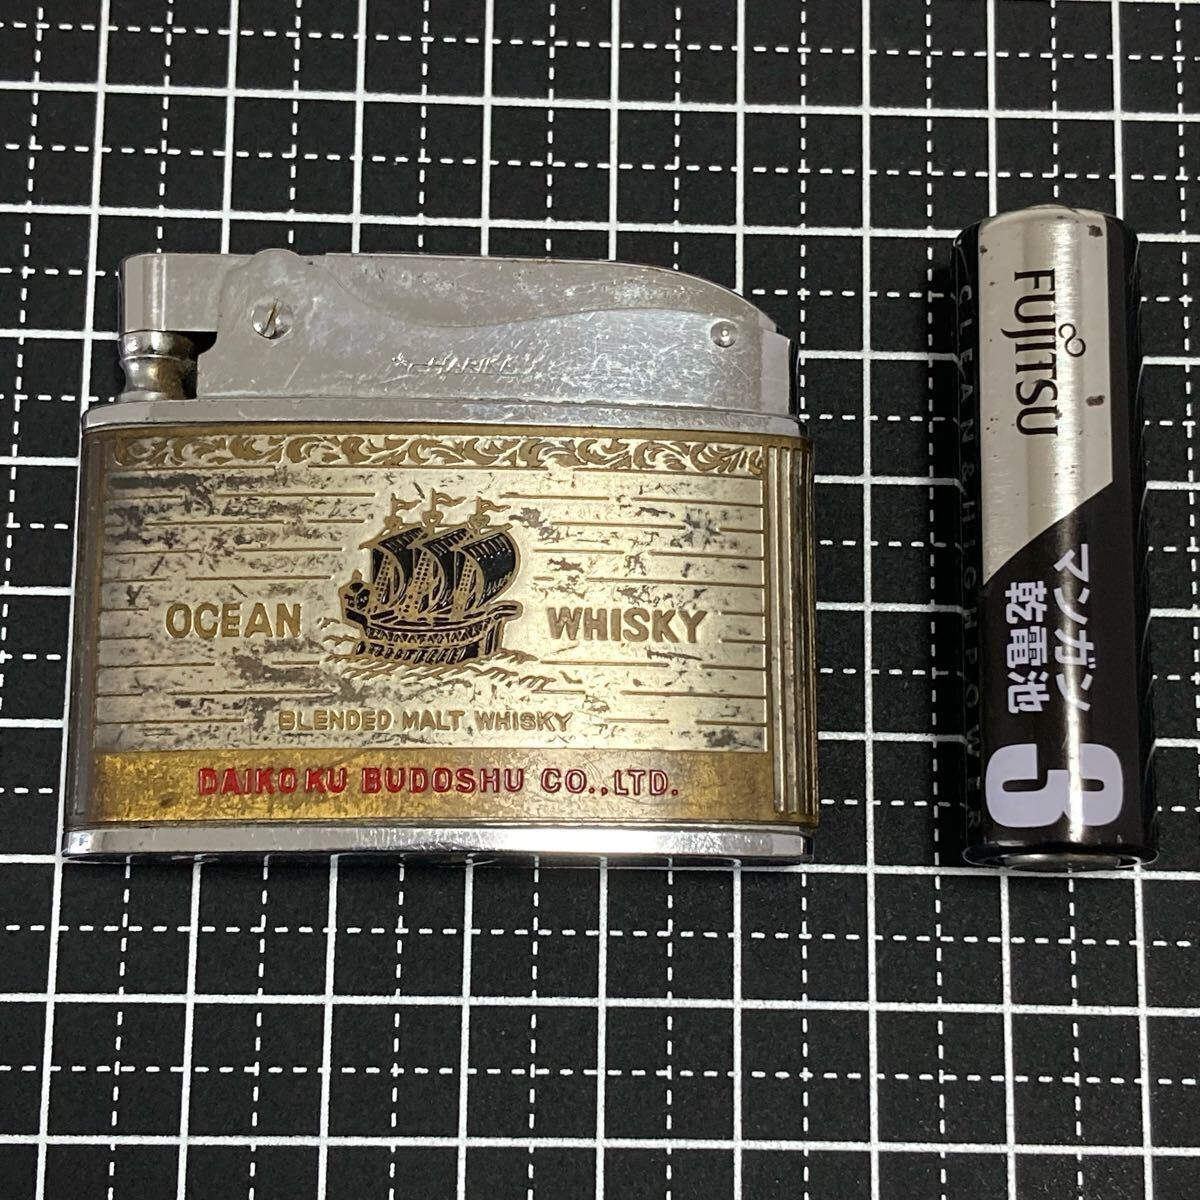 OCEAN WHISKY
BLENDED MALT WHISKY
DAIKOKU BUDOSHU CO.,LTD.
FUJITSU
CLEAN & HIGH POWER
マンガン
乾電池
3